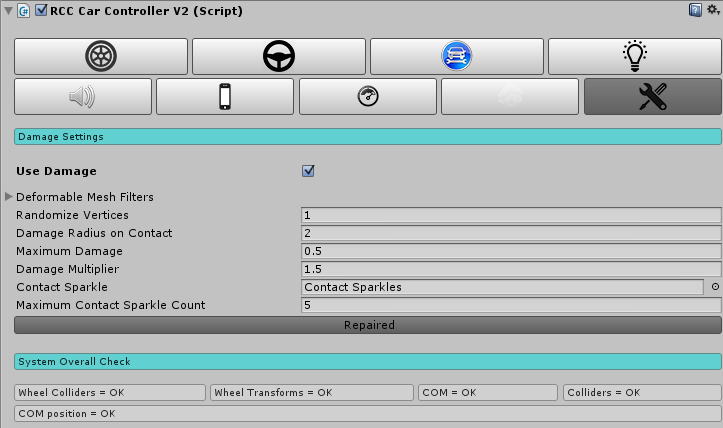 RCC Car Controller V2 (Script)
Damage Settings
Use Damage
Deformable Mesh Filters
Randomize Vertices 1
Damage Radius on Contact 2
Maximum Damage 0.5
Damage Multiplier 1.5
Contact Sparkle Contact Sparkles
Maximum Contact Sparkle Count 5
Repaired
System Overall Check
Wheel Colliders = OK Wheel Transforms = OK COM = OK Colliders = OK
COM position = OK